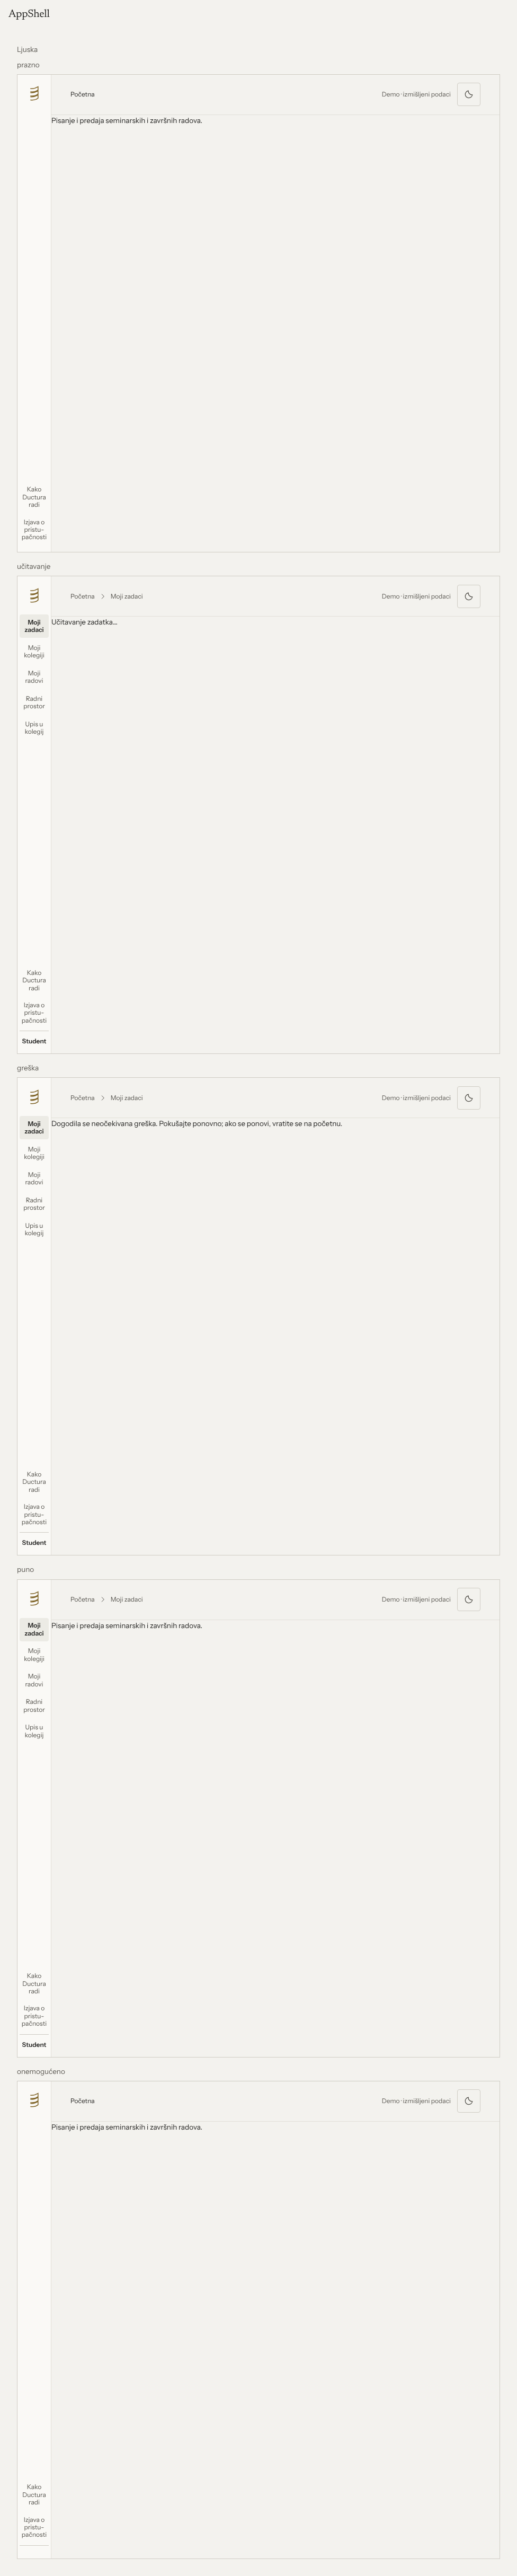 AppShell
Ljuska
prazno
Početna
Demo · izmišljeni podaci
Pisanje i predaja seminarskih i završnih radova.
Kako
Ductura
radi
Izjava o
pristu-
pačnosti
učitavanje
Početna
Moji zadaci
Demo · izmišljeni podaci
Moji
zadaci
Učitavanje zadatka…
Moji
kolegiji
Moji
radovi
Radni
prostor
Upis u
kolegij
Kako
Ductura
radi
Izjava o
pristu-
pačnosti
Student
greška
Početna
Moji zadaci
Demo · izmišljeni podaci
Moji
zadaci
Dogodila se neočekivana greška. Pokušajte ponovno; ako se ponovi, vratite se na početnu.
Moji
kolegiji
Moji
radovi
Radni
prostor
Upis u
kolegij
Kako
Ductura
radi
Izjava o
pristu-
pačnosti
Student
puno
Početna
Moji zadaci
Demo · izmišljeni podaci
Moji
zadaci
Pisanje i predaja seminarskih i završnih radova.
Moji
kolegiji
Moji
radovi
Radni
prostor
Upis u
kolegij
Kako
Ductura
radi
Izjava o
pristu-
pačnosti
Student
onemogućeno
Početna
Demo · izmišljeni podaci
Pisanje i predaja seminarskih i završnih radova.
Kako
Ductura
radi
Izjava o
pristu-
pačnosti